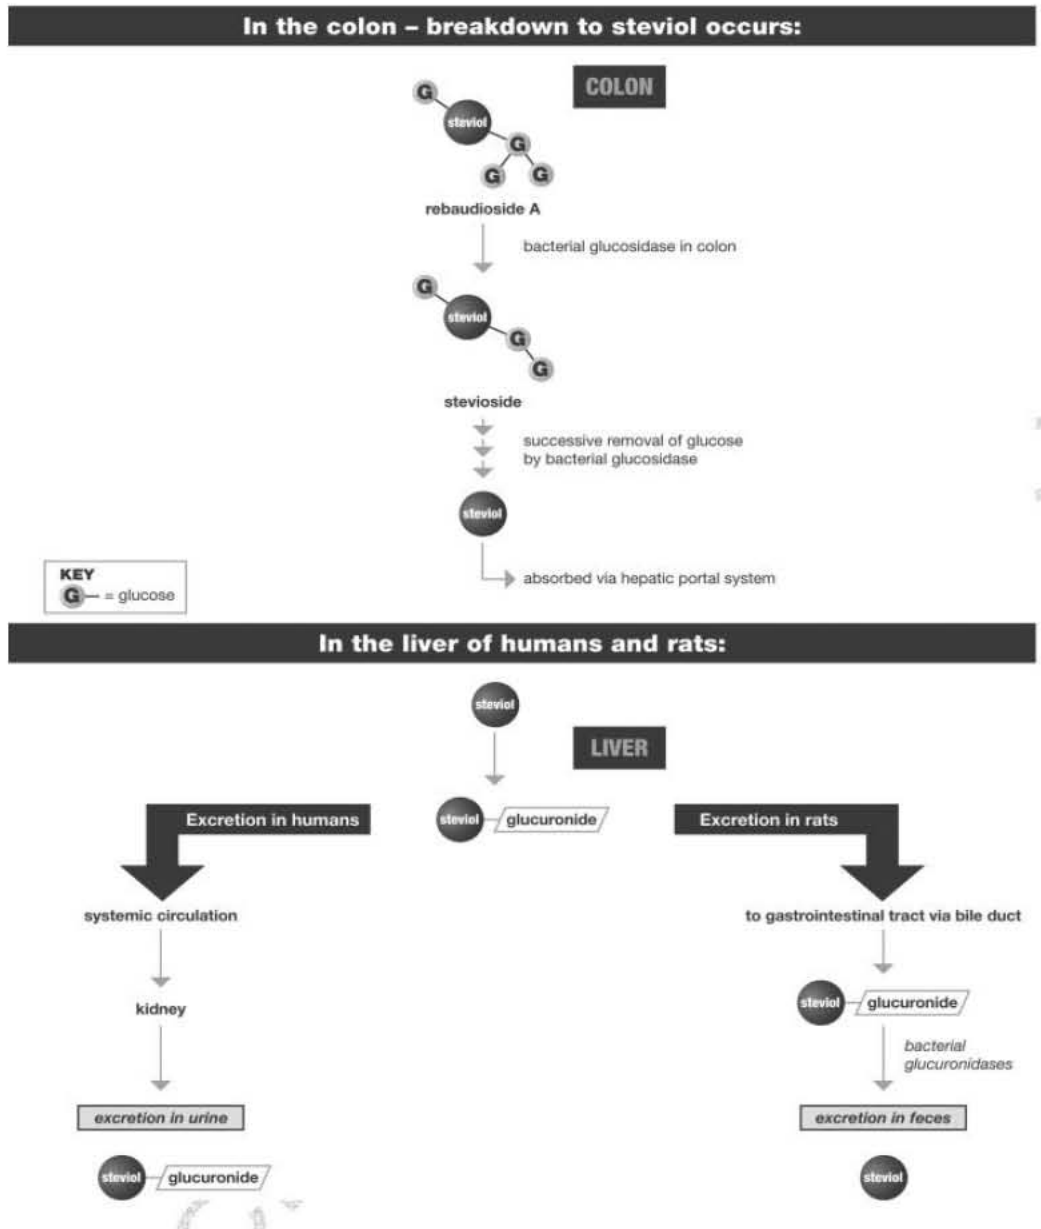 In the colon – breakdown to steviol occurs:
COLON
G
steviol
G
G
G
rebaudioside A
bacterial glucosidase in colon
G
steviol
G
G
stevioside
successive removal of glucose
by bacterial glucosidase
steviol
absorbed via hepatic portal system
KEY
G = glucose
In the liver of humans and rats:
steviol
LIVER
Excretion in humans
steviol glucuronide
Excretion in rats
systemic circulation
to gastrointestinal tract via bile duct
kidney
steviol glucuronide
bacterial
glucuronidases
excretion in urine
excretion in feces
steviol glucuronide
steviol